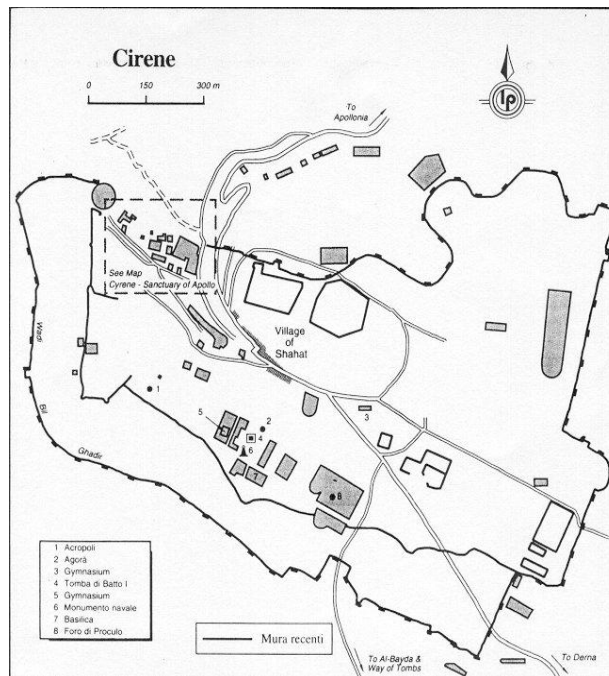 Cirene
0 150 300 m
lp
To
Apollonia
See Map
Cyrene - Sanctuary of Apollo
Village
of
Shahat
Wadi
Bil
Ghadir
1
2
3
4
5
6
7
8
1 Acropoli
2 Agorà
3 Gymnasium
4 Tomba di Batto I
5 Gymnasium
6 Monumento navale
7 Basilica
8 Foro di Proculo
Mura recenti
To Al-Bayda &
Way of Tombs
To Derna